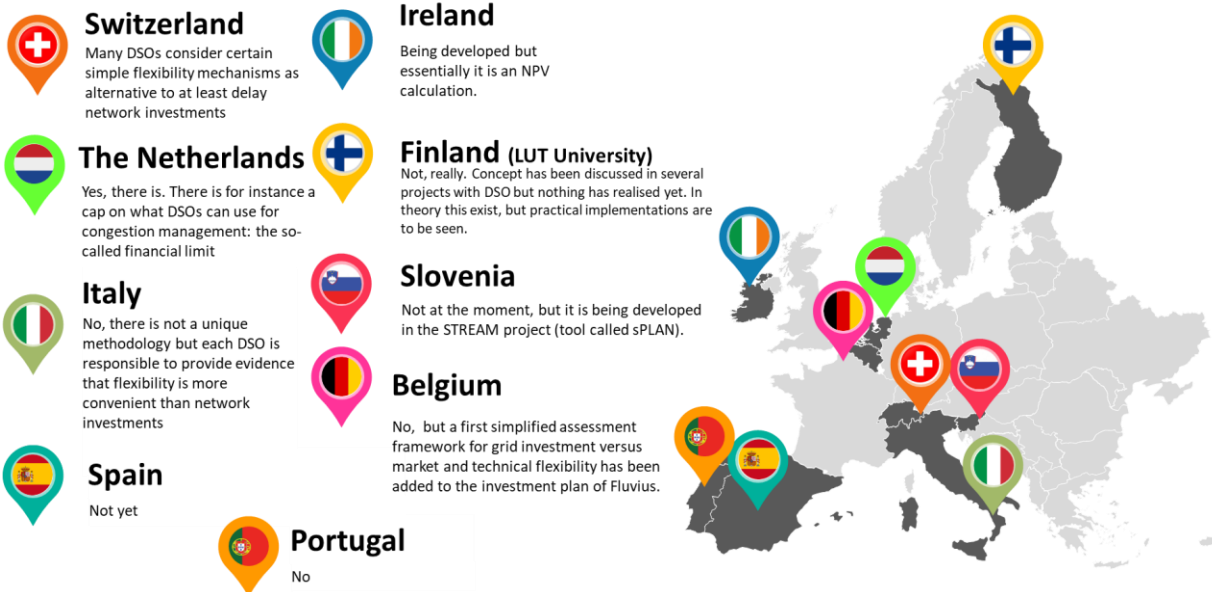 Switzerland
Many DSOs consider certain
simple flexibility mechanisms as
alternative to at least delay
network investments
Ireland
Being developed but
essentially it is an NPV
calculation.
The Netherlands
Yes, there is. There is for instance a
cap on what DSOs can use for
congestion management: the so-
called financial limit
Finland (LUT University)
Not, really. Concept has been discussed in several
projects with DSO but nothing has realised yet. In
theory this exist, but practical implementations are
to be seen.
Italy
No, there is not a unique
methodology but each DSO is
responsible to provide evidence
that flexibility is more
convenient than network
investments
Slovenia
Not at the moment, but it is being developed
in the STREAM project (tool called sPLAN).
Belgium
No, but a first simplified assessment
framework for grid investment versus
market and technical flexibility has been
added to the investment plan of Fluvius.
Spain
Not yet
Portugal
No